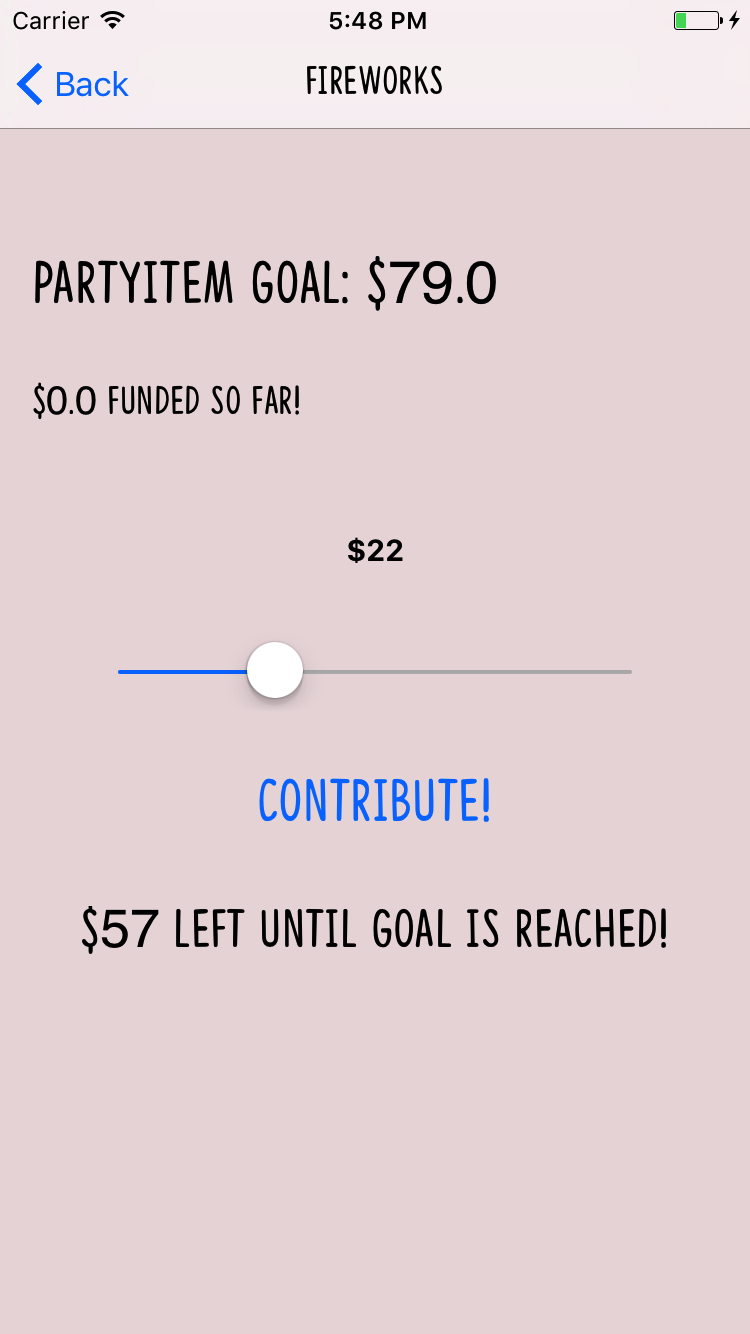 Carrier 5:48 PM
Back FIREWORKS
PARTYITEM GOAL: $79.0
$0.0 FUNDED SO FAR!
$22
CONTRIBUTE!
$57 LEFT UNTIL GOAL IS REACHED!